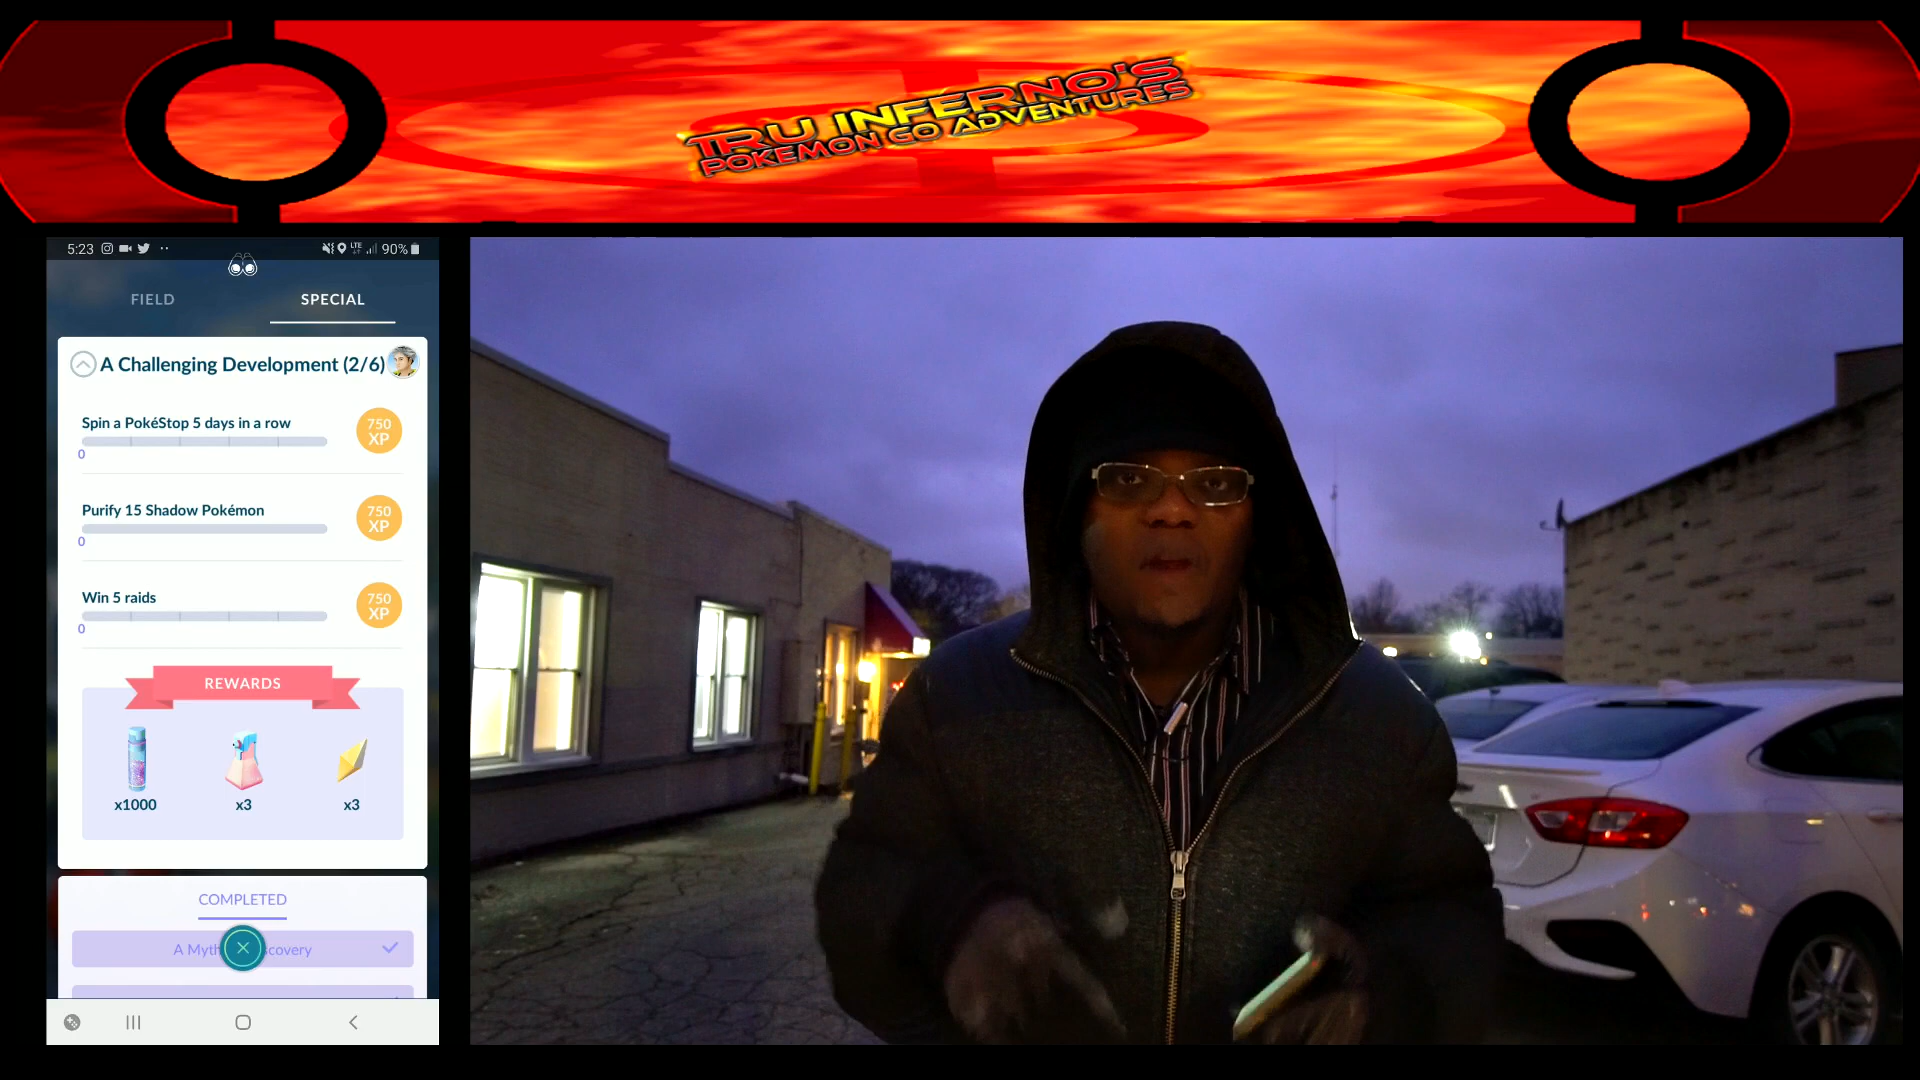 TRU INFERNO'S
POKEMON GO ADVENTURES
5:23
LTE
90%
FIELD
SPECIAL
A Challenging Development (2/6)
Spin a PokéStop 5 days in a row
750
XP
0
Purify 15 Shadow Pokémon
750
XP
0
Win 5 raids
750
XP
0
REWARDS
x1000
x3
x3
COMPLETED
A Myth covery